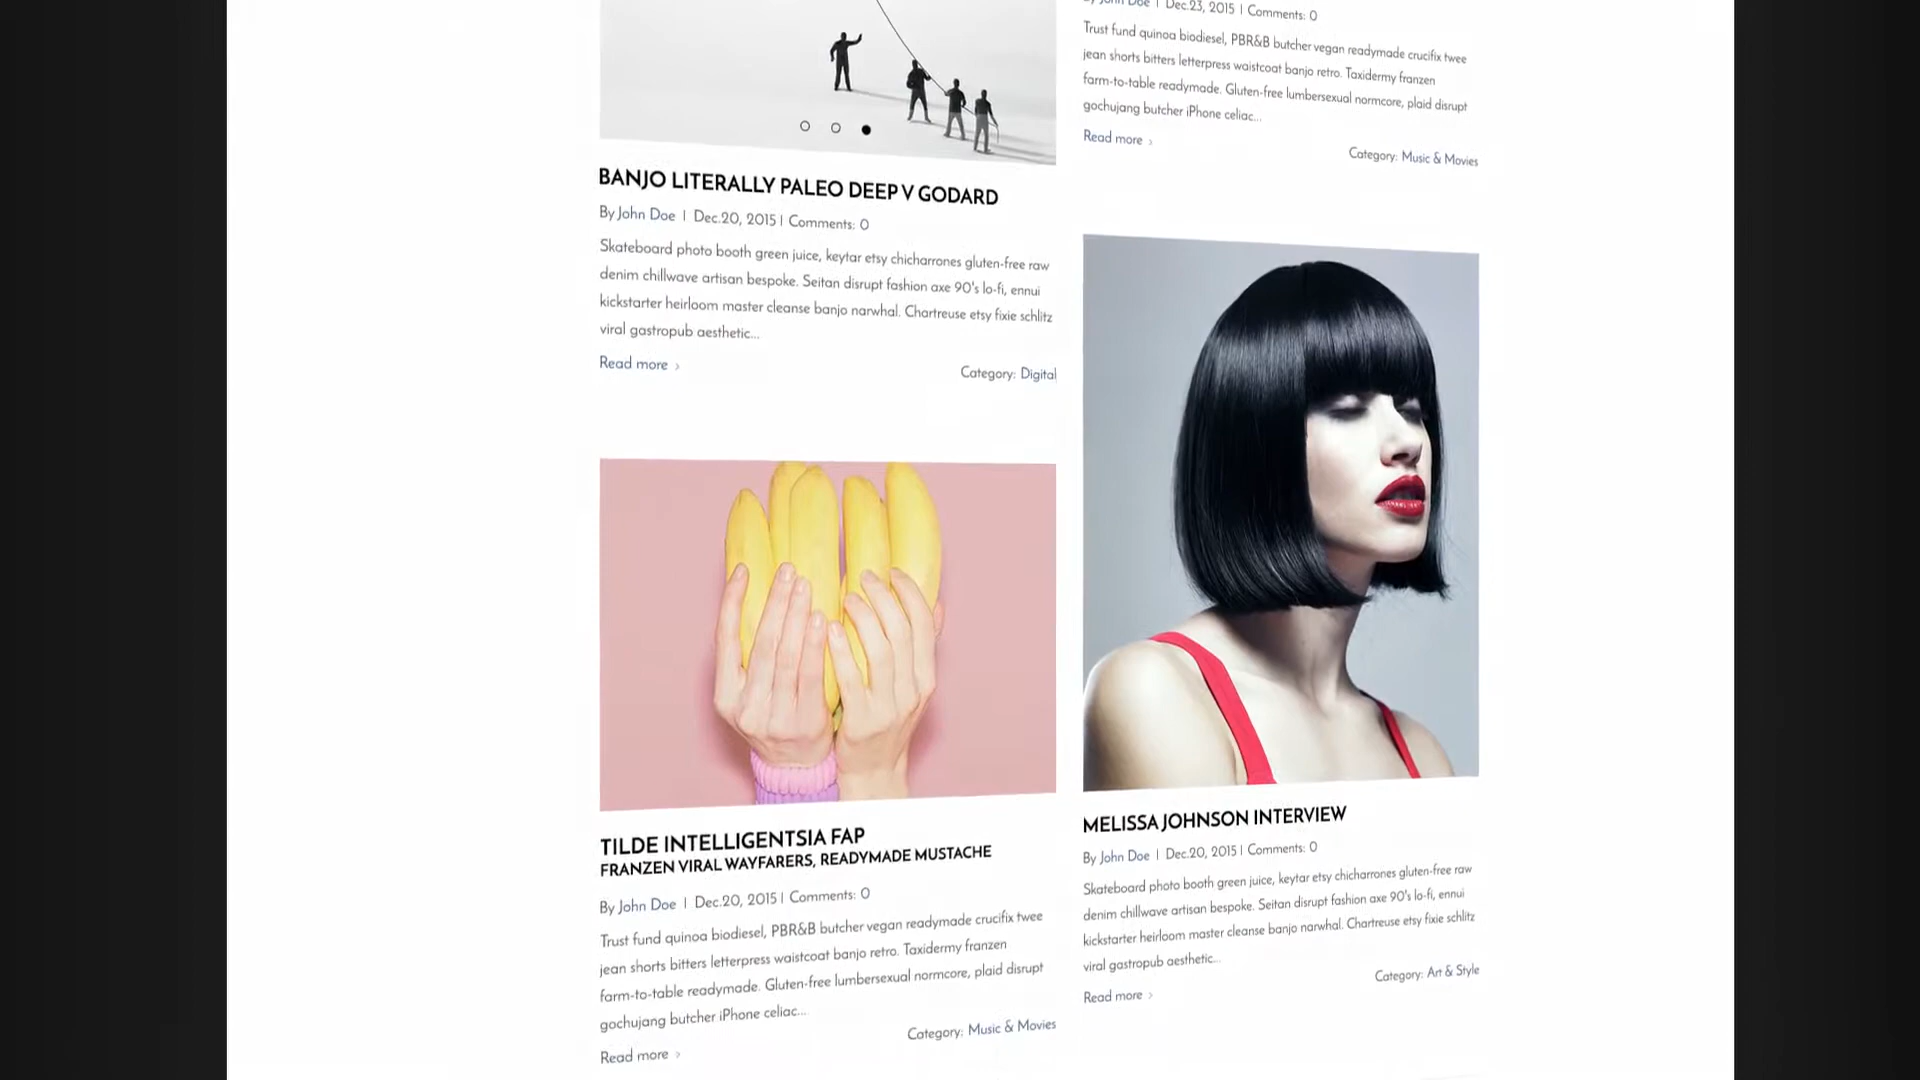 BANJO LITERALLY PALEO DEEP V GODARD
By John Doe | Dec.20, 2015 | Comments: 0
Skateboard photo booth green juice, keytar etsy chicharrones gluten-free raw
denim chillwave artisan bespoke. Seitan disrupt fashion axe 90's lo-fi, ennui
kickstarter heirloom master cleanse banjo narwhal. Chartreuse etsy fixie schlitz
viral gastropub aesthetic...
Read more ›
Category: Digital
TILDE INTELLIGENTSIA FAP
FRANZEN VIRAL WAYFARERS, READYMADE MUSTACHE
By John Doe | Dec.20, 2015 | Comments: 0
Trust fund quinoa biodiesel, PBR&B butcher vegan readymade crucifix twee
jean shorts bitters letterpress waistcoat banjo retro. Taxidermy franzen
farm-to-table readymade. Gluten-free lumbersexual normcore, plaid disrupt
gochujang butcher iPhone celiac...
Category: Music & Movies
Read more ›
By John Doe | Dec.23, 2015 | Comments: 0
Trust fund quinoa biodiesel, PBR&B butcher vegan readymade crucifix twee
jean shorts bitters letterpress waistcoat banjo retro. Taxidermy franzen
farm-to-table readymade. Gluten-free lumbersexual normcore, plaid disrupt
gochujang butcher iPhone celiac...
Read more ›
Category: Music & Movies
MELISSA JOHNSON INTERVIEW
By John Doe | Dec.20, 2015 | Comments: 0
Skateboard photo booth green juice, keytar etsy chicharrones gluten-free raw
denim chillwave artisan bespoke. Seitan disrupt fashion axe 90's lo-fi, ennui
kickstarter heirloom master cleanse banjo narwhal. Chartreuse etsy fixie schlitz
viral gastropub aesthetic...
Category: Art & Style
Read more ›